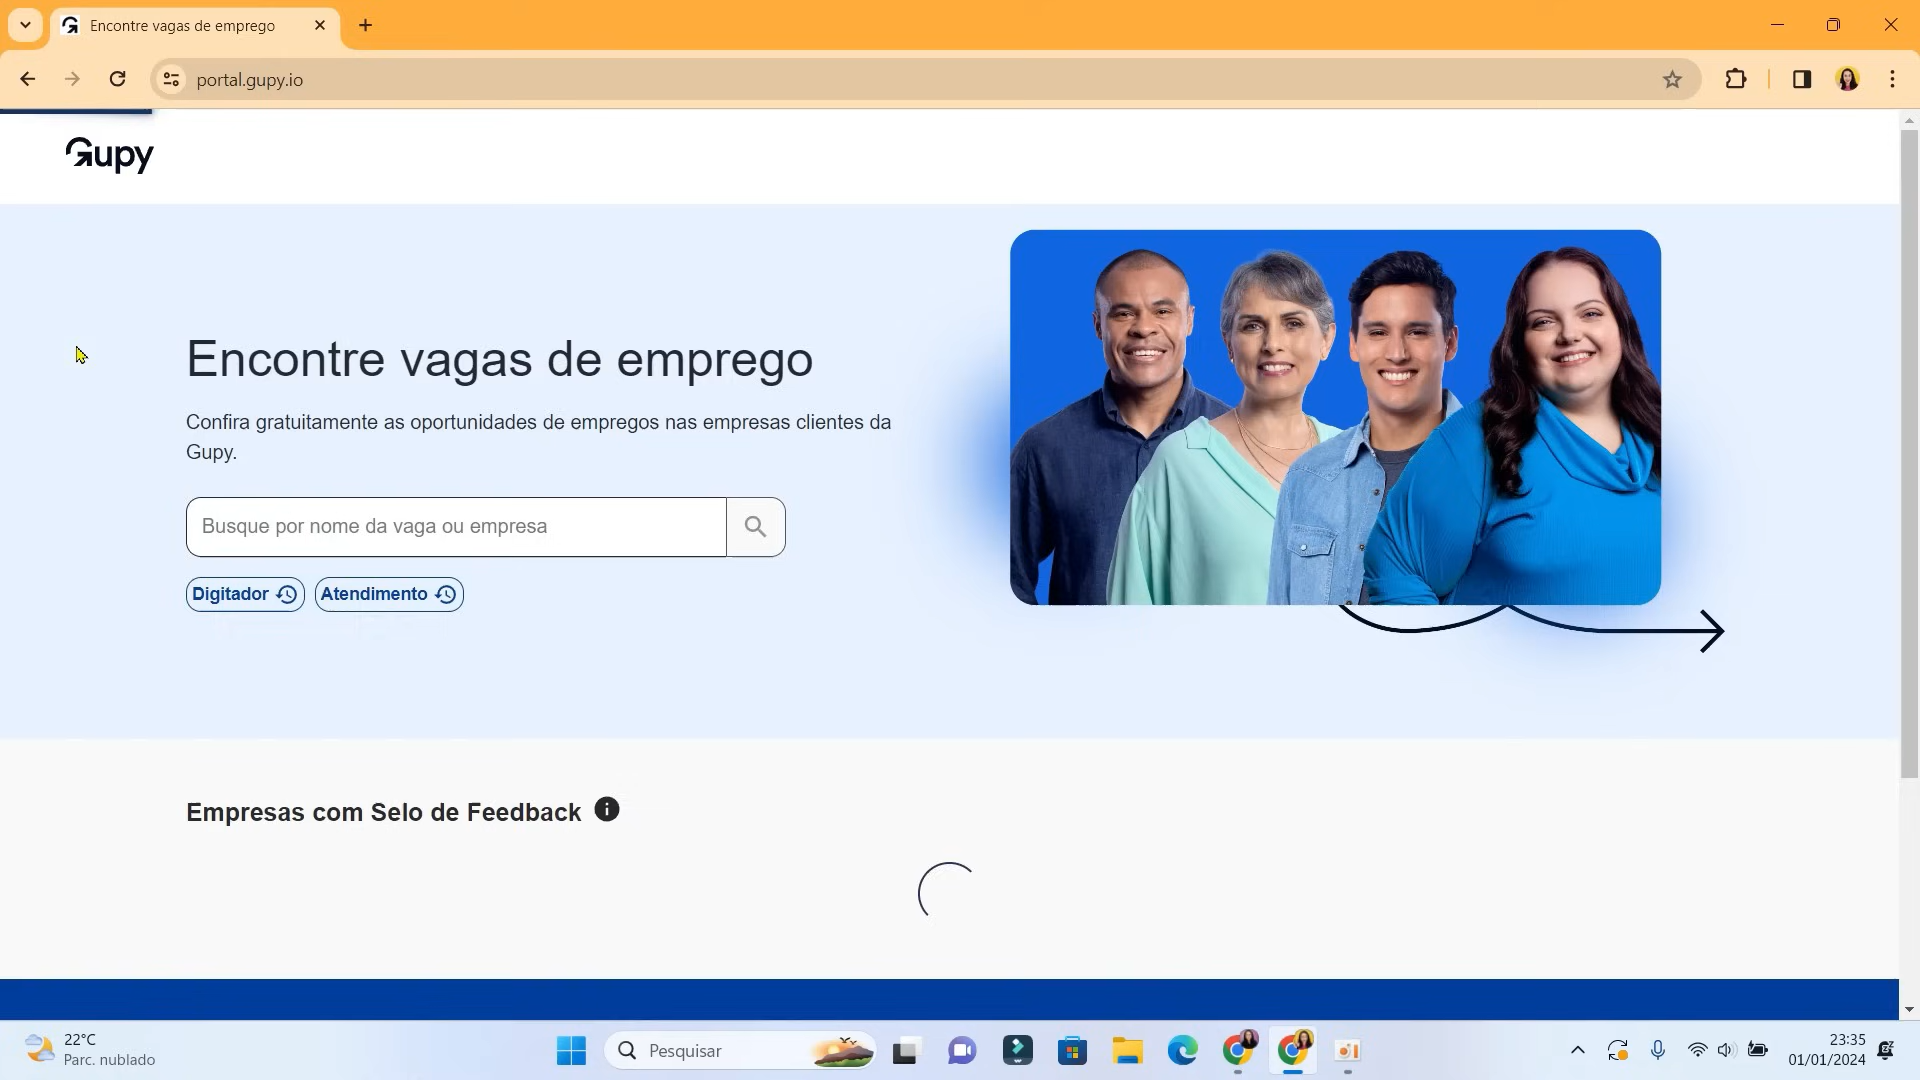 Encontre vagas de emprego
portal.gupy.io
Gupy
Encontre vagas de emprego
Confira gratuitamente as oportunidades de empregos nas empresas clientes da
Gupy.
Busque por nome da vaga ou empresa
Digitador
Atendimento
Empresas com Selo de Feedback
22°C
Parc. nublado
Pesquisar
23:35
01/01/2024